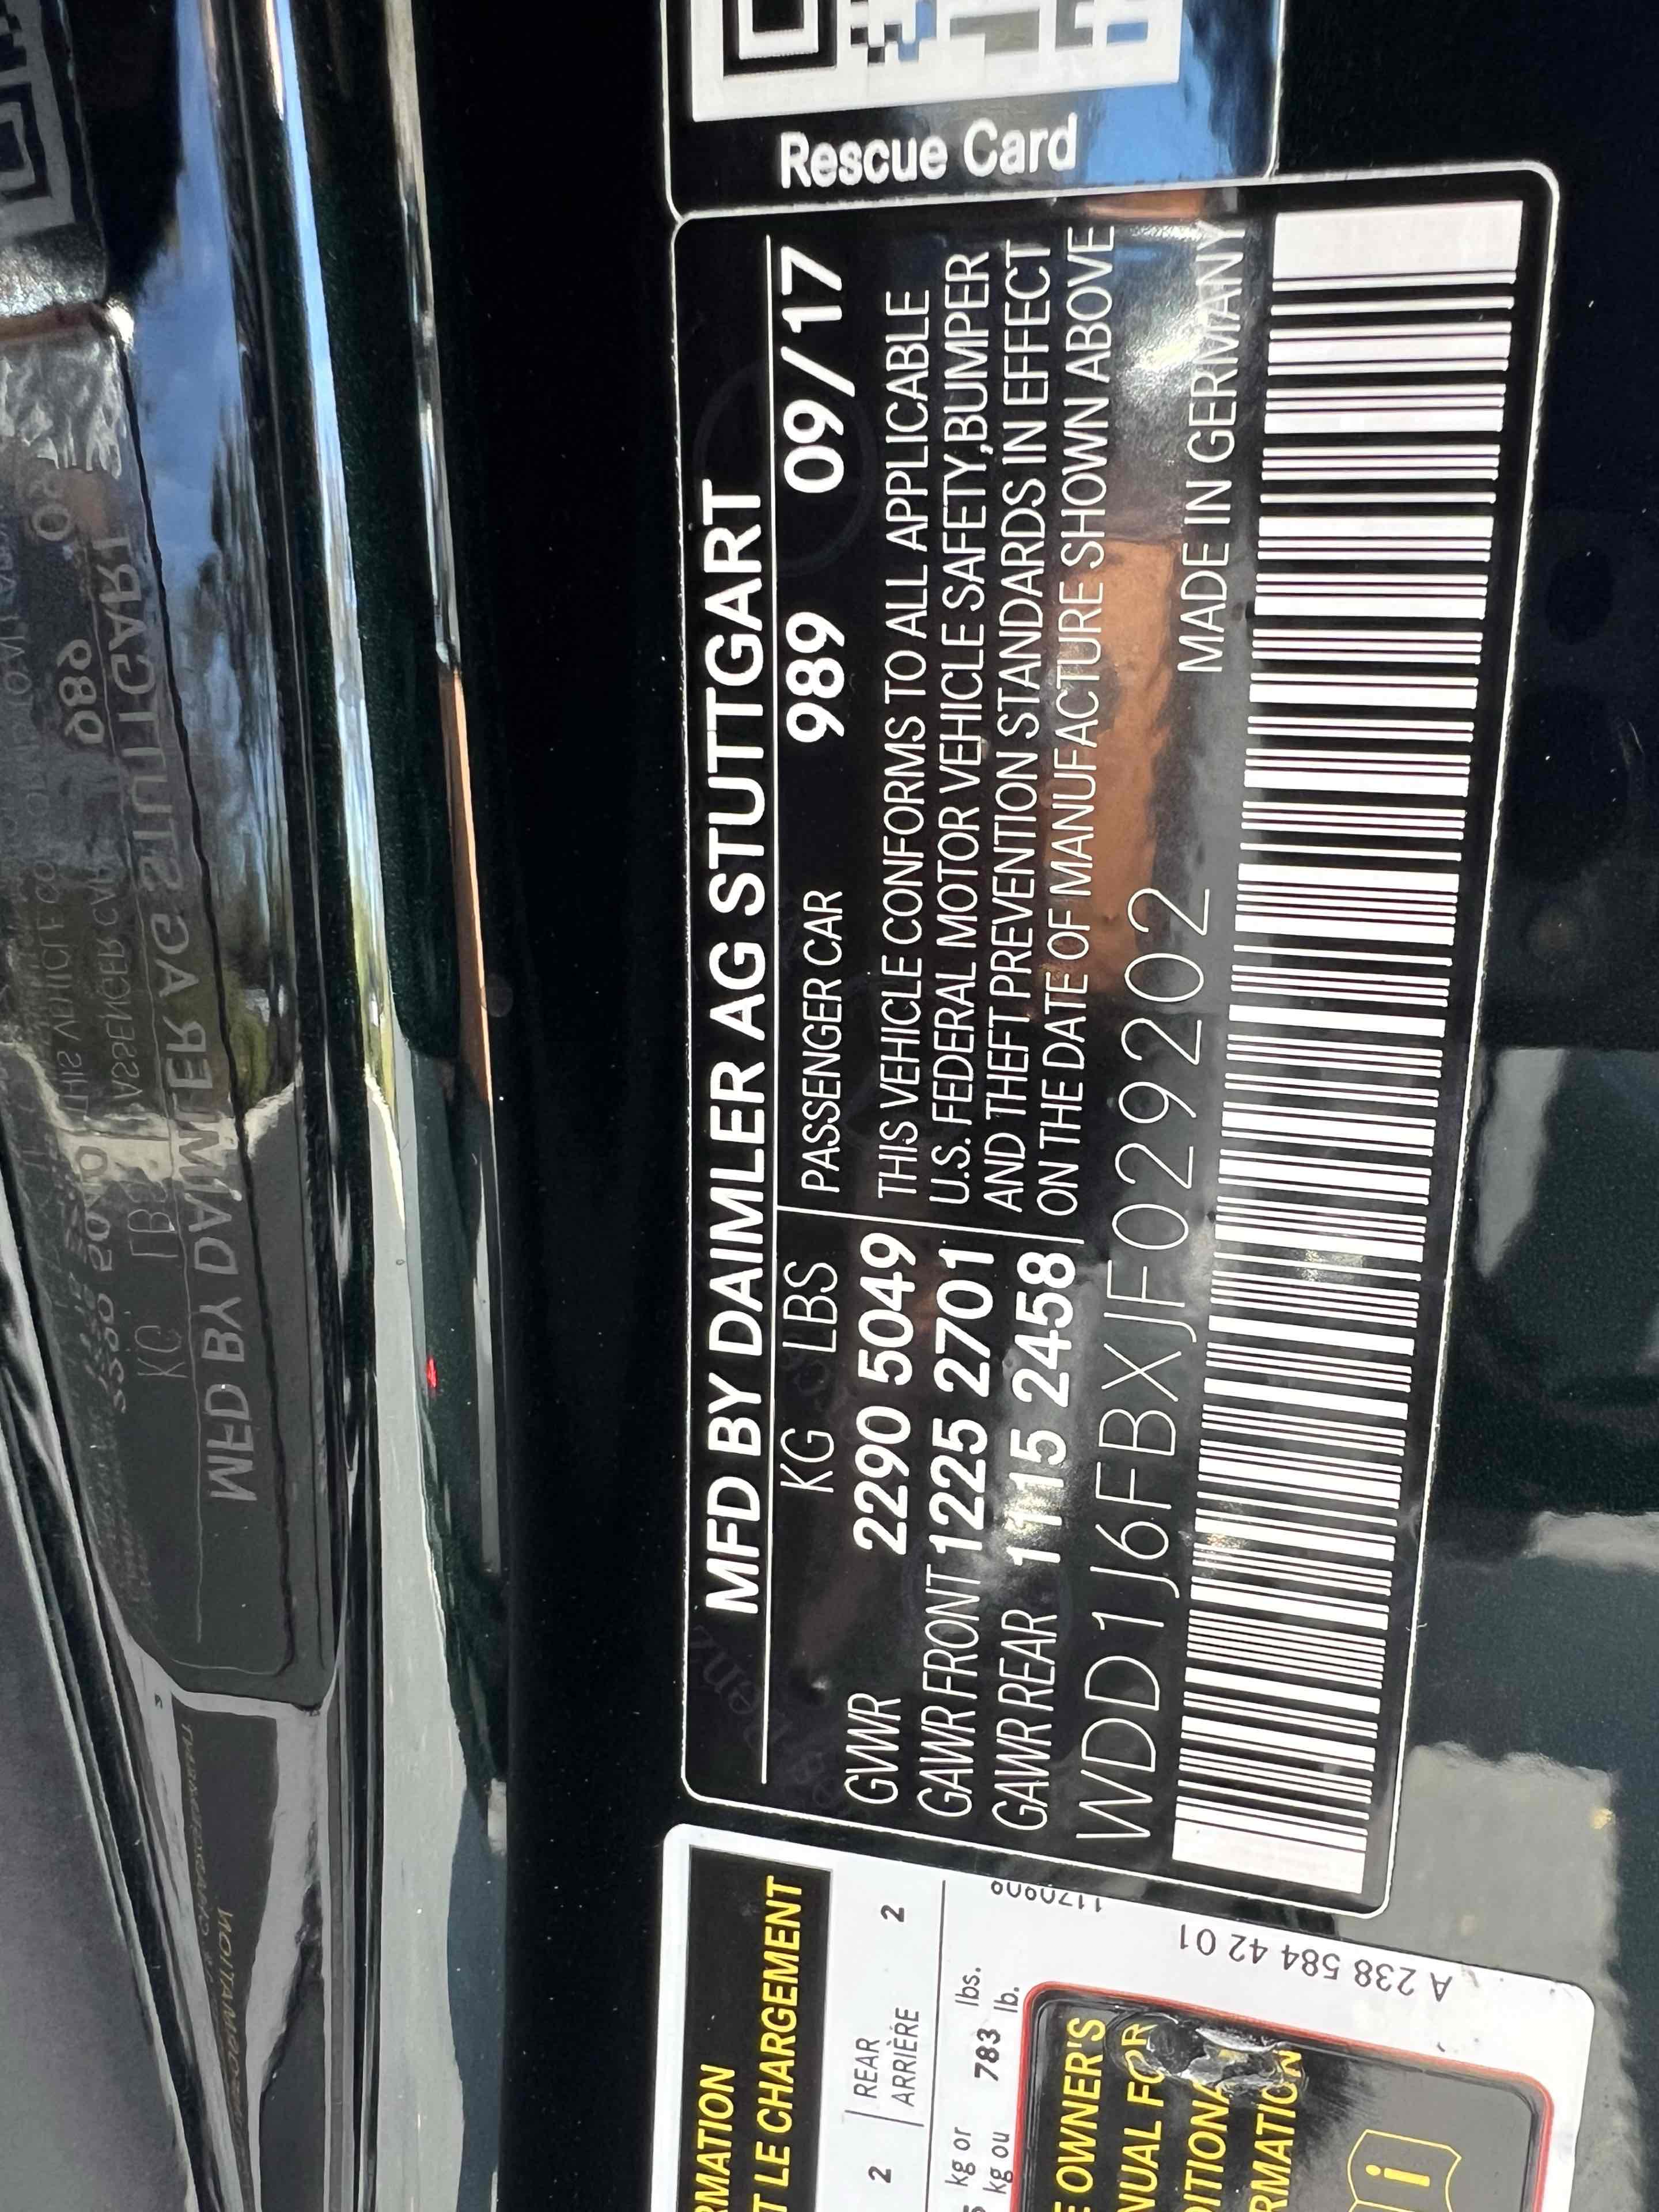 Rescue Card
MFD BY DAIMLER AG STUTTGART
KG LBS PASSENGER CAR 989 09/17
GVWR 2290 5049
GAWR FRONT 1225 2701
GAWR REAR 1115 2458
THIS VEHICLE CONFORMS TO ALL APPLICABLE
U.S. FEDERAL MOTOR VEHICLE SAFETY,BUMPER
AND THEFT PREVENTION STANDARDS IN EFFECT
ON THE DATE OF MANUFACTURE SHOWN ABOVE
WDD1J6FBXJF029202
MADE IN GERMANY
RMATION
T LE CHARGEMENT
2 REAR 2
ARRIÈRE
kg or 783 lbs.
kg ou lb.
A 238 584 42 01
E OWNER'S
NUAL FOR
DITIONA
RMATION
i